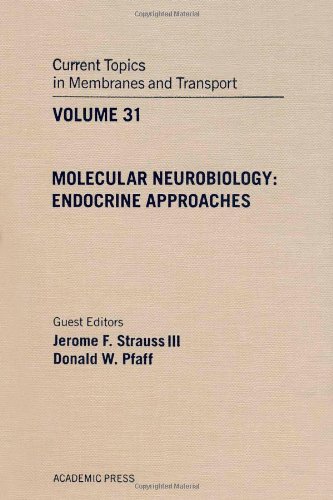 Current Topics
in Membranes and Transport
VOLUME 31
MOLECULAR NEUROBIOLOGY:
ENDOCRINE APPROACHES
Guest Editors
Jerome F. Strauss III
Donald W. Pfaff
ACADEMIC PRESS